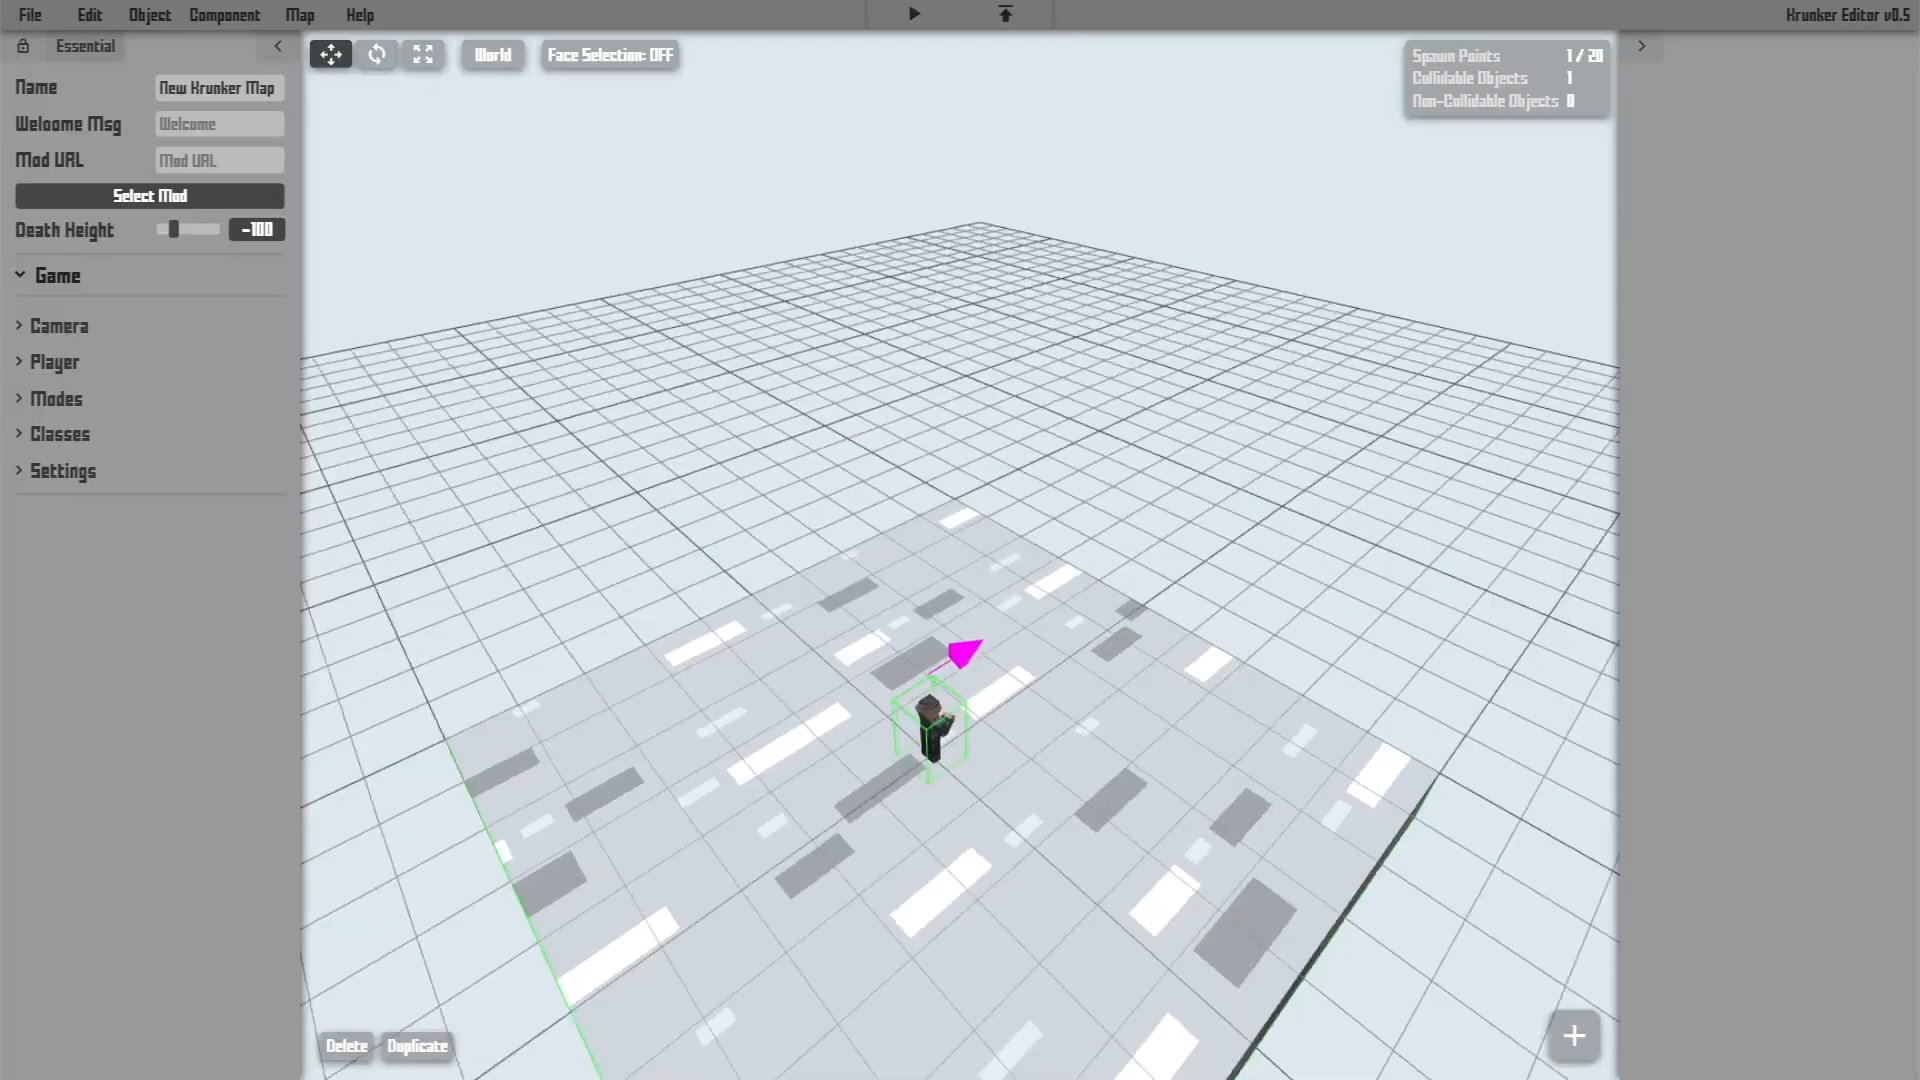 File Edit Object Component Map Help
Krunker Editor v0.5
Essential
World
Face Selection: OFF
Spawn Points 1 / 20
Collidable Objects 1
Non-Collidable Objects 0
Name New Krunker Map
Welcome Msg Welcome
Mod URL Mod URL
Select Mod
Death Height -100
Game
Camera
Player
Modes
Classes
Settings
Delete Duplicate